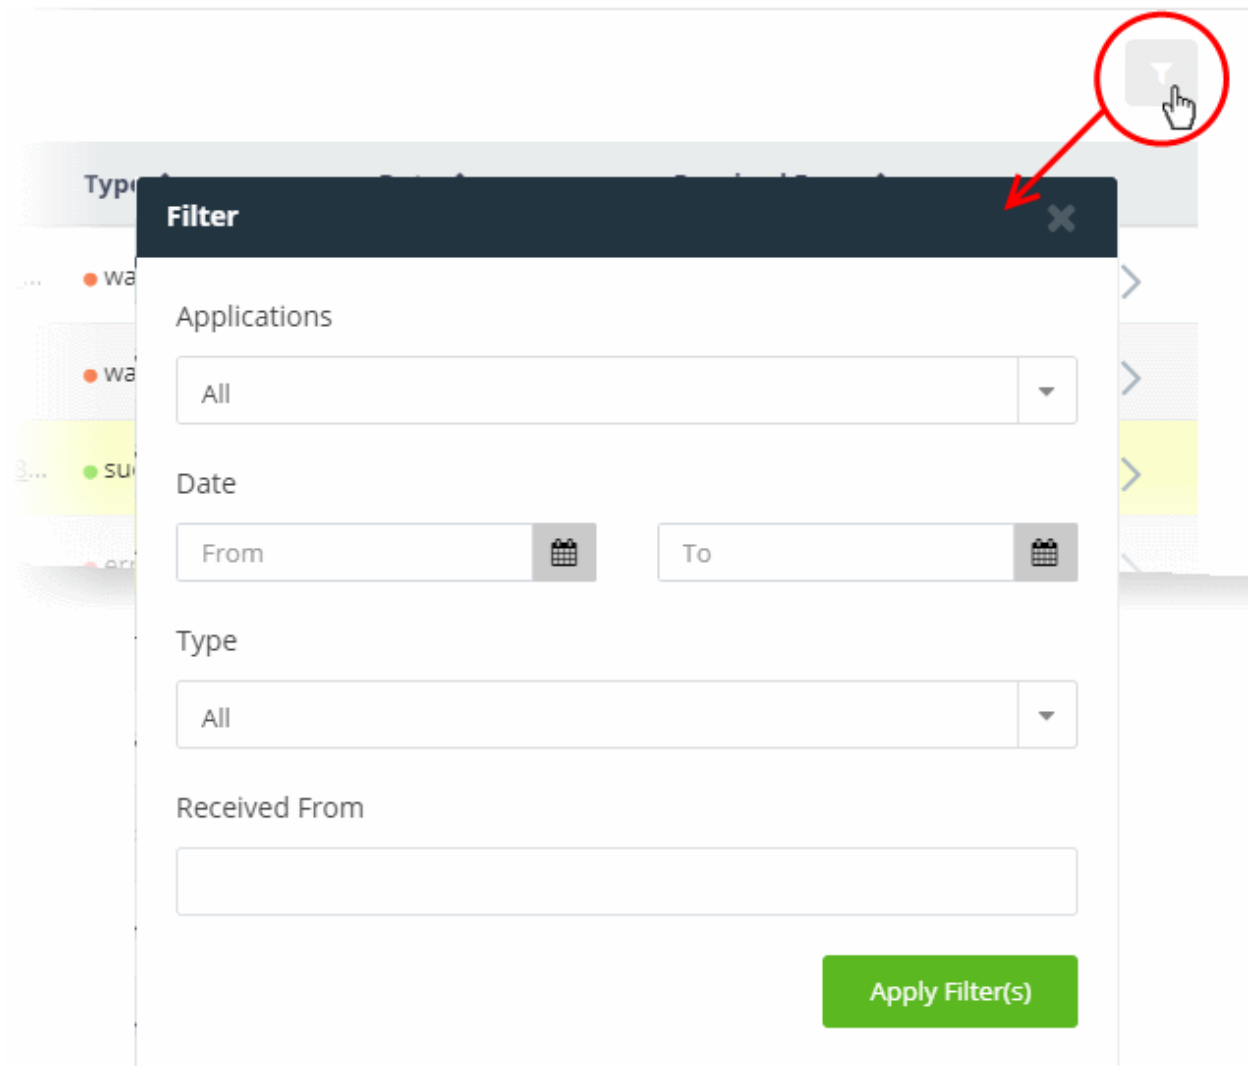 Filter
Applications
All
Date
From To
Type
All
Received From
Apply Filter(s)